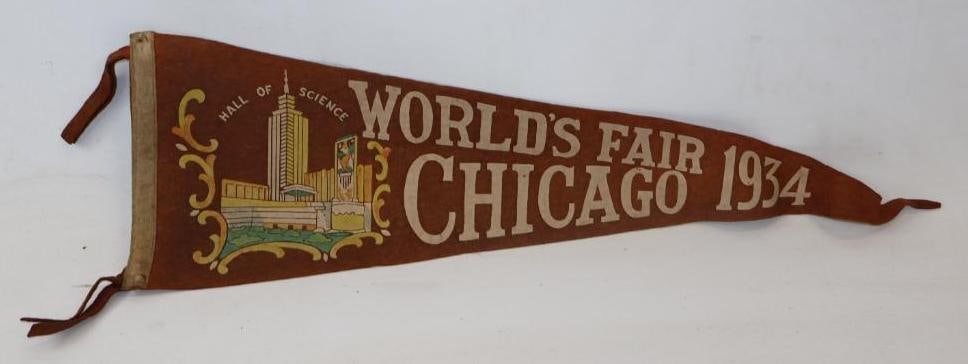 HALL OF SCIENCE
WORLD'S FAIR
CHICAGO 1934